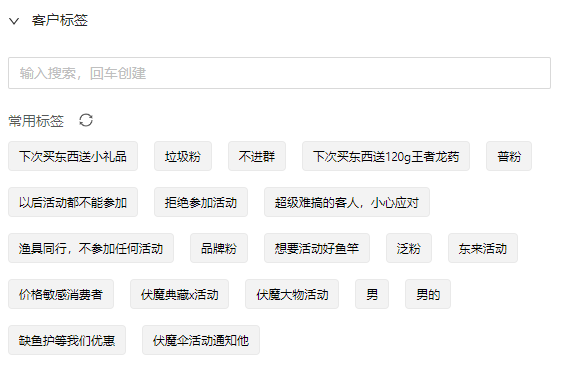 客户标签
输入搜索，回车创建
常用标签
下次买东西送小礼品 垃圾粉 不进群 下次买东西送120g王者龙药 普粉
以后活动都不能参加 拒绝参加活动 超级难搞的客人，小心应对
渔具同行，不参加任何活动 品牌粉 想要活动好鱼竿 泛粉 东来活动
价格敏感消费者 伏魔典藏x活动 伏魔大物活动 男 男的
缺鱼护等我们优惠 伏魔伞活动通知他